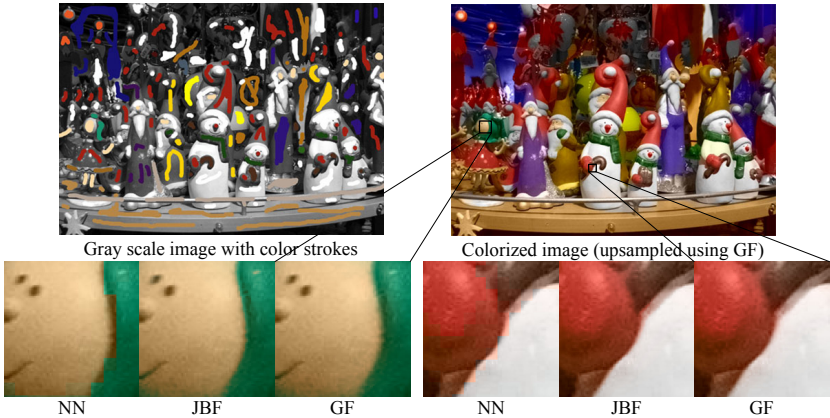 Gray scale image with color strokes
Colorized image (upsampled using GF)
NN
JBF
GF
NN
JBF
GF